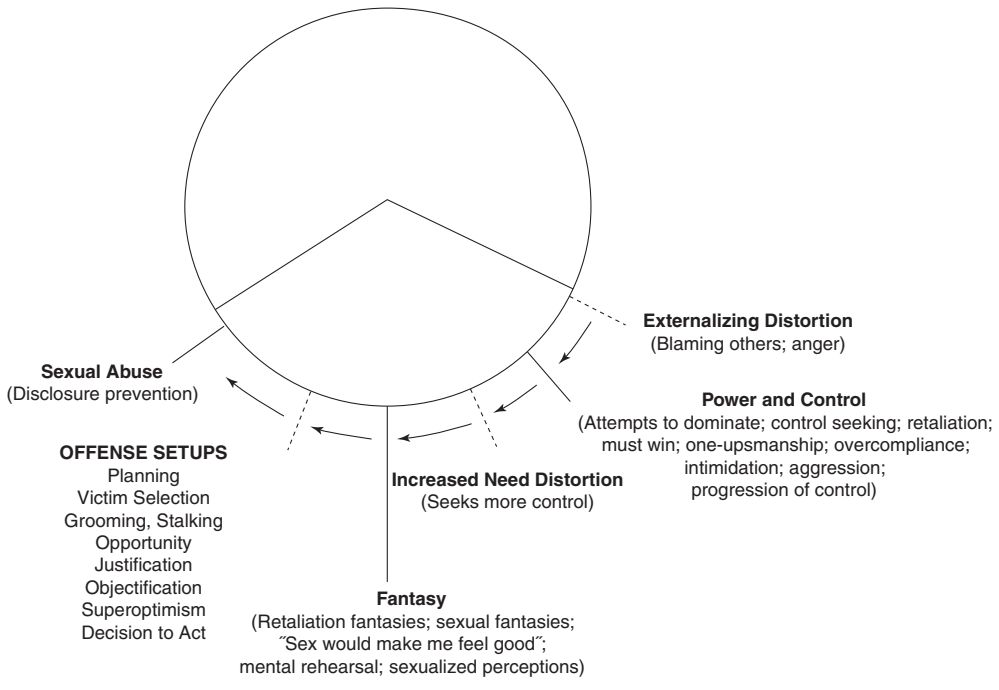 Externalizing Distortion
(Blaming others; anger)
Power and Control
(Attempts to dominate; control seeking; retaliation;
must win; one-upsmanship; overcompliance;
intimidation; aggression;
progression of control)
Increased Need Distortion
(Seeks more control)
Fantasy
(Retaliation fantasies; sexual fantasies;
˝Sex would make me feel good˝;
mental rehearsal; sexualized perceptions)
OFFENSE SETUPS
Planning
Victim Selection
Grooming, Stalking
Opportunity
Justification
Objectification
Superoptimism
Decision to Act
Sexual Abuse
(Disclosure prevention)